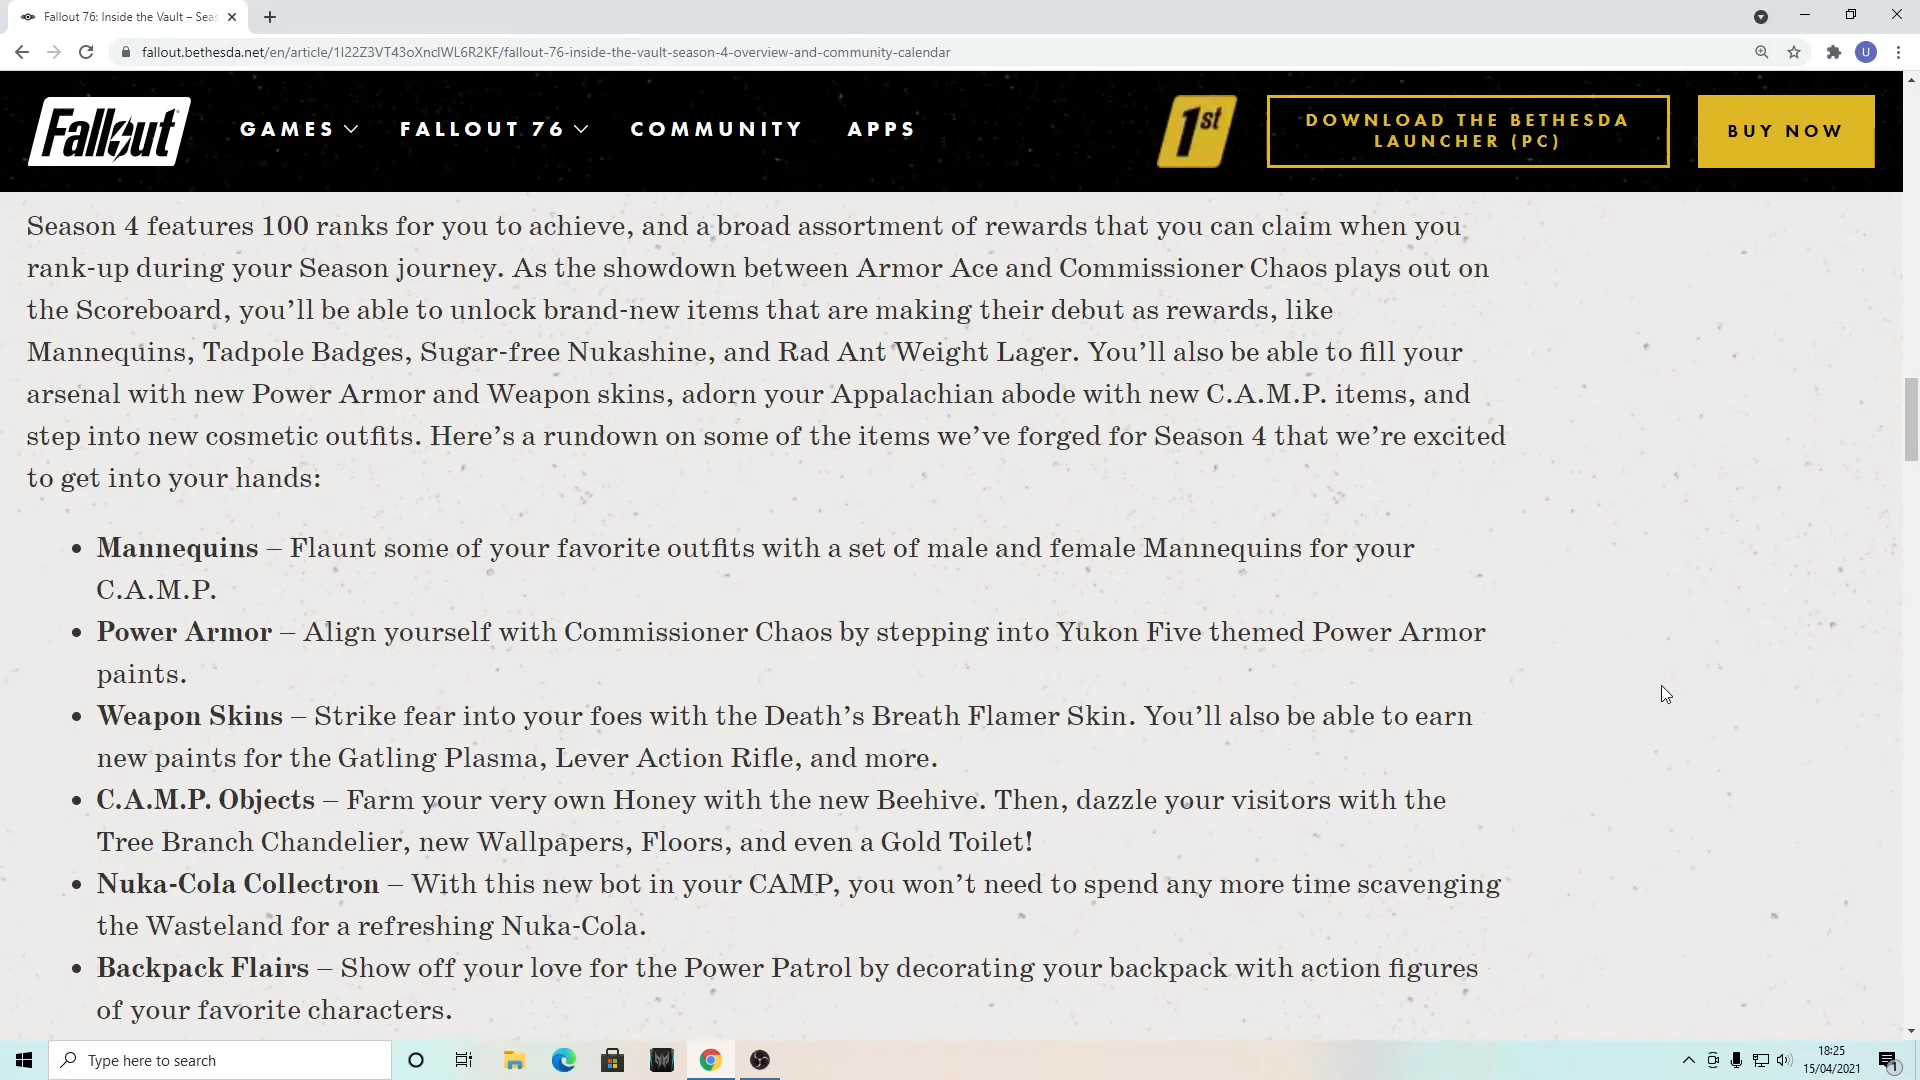 Fallout 76: Inside the Vault – Seas
fallout.bethesda.net/en/article/1I22Z3VT43oXnclWL6R2KF/fallout-76-inside-the-vault-season-4-overview-and-community-calendar
U
Fallout
GAMES
FALLOUT 76
COMMUNITY
APPS
1st
DOWNLOAD THE BETHESDA
LAUNCHER (PC)
BUY NOW
Season 4 features 100 ranks for you to achieve, and a broad assortment of rewards that you can claim when you
rank-up during your Season journey. As the showdown between Armor Ace and Commissioner Chaos plays out on
the Scoreboard, you’ll be able to unlock brand-new items that are making their debut as rewards, like
Mannequins, Tadpole Badges, Sugar-free Nukashine, and Rad Ant Weight Lager. You’ll also be able to fill your
arsenal with new Power Armor and Weapon skins, adorn your Appalachian abode with new C.A.M.P. items, and
step into new cosmetic outfits. Here’s a rundown on some of the items we’ve forged for Season 4 that we’re excited
to get into your hands:
• Mannequins – Flaunt some of your favorite outfits with a set of male and female Mannequins for your
C.A.M.P.
• Power Armor – Align yourself with Commissioner Chaos by stepping into Yukon Five themed Power Armor
paints.
• Weapon Skins – Strike fear into your foes with the Death’s Breath Flamer Skin. You’ll also be able to earn
new paints for the Gatling Plasma, Lever Action Rifle, and more.
• C.A.M.P. Objects – Farm your very own Honey with the new Beehive. Then, dazzle your visitors with the
Tree Branch Chandelier, new Wallpapers, Floors, and even a Gold Toilet!
• Nuka-Cola Collectron – With this new bot in your CAMP, you won’t need to spend any more time scavenging
the Wasteland for a refreshing Nuka-Cola.
• Backpack Flairs – Show off your love for the Power Patrol by decorating your backpack with action figures
of your favorite characters.
Type here to search
18:25
15/04/2021
1